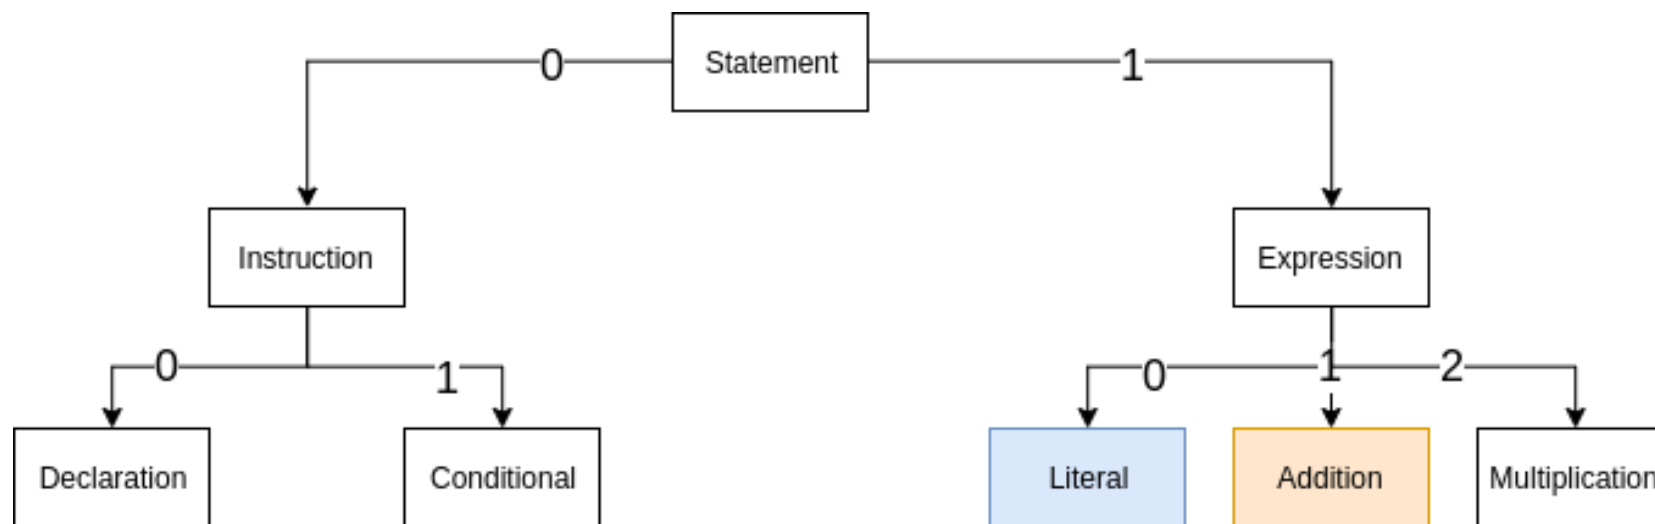 Statement
0
1
Instruction
Expression
0
1
0
1
2
Declaration
Conditional
Literal
Addition
Multiplication